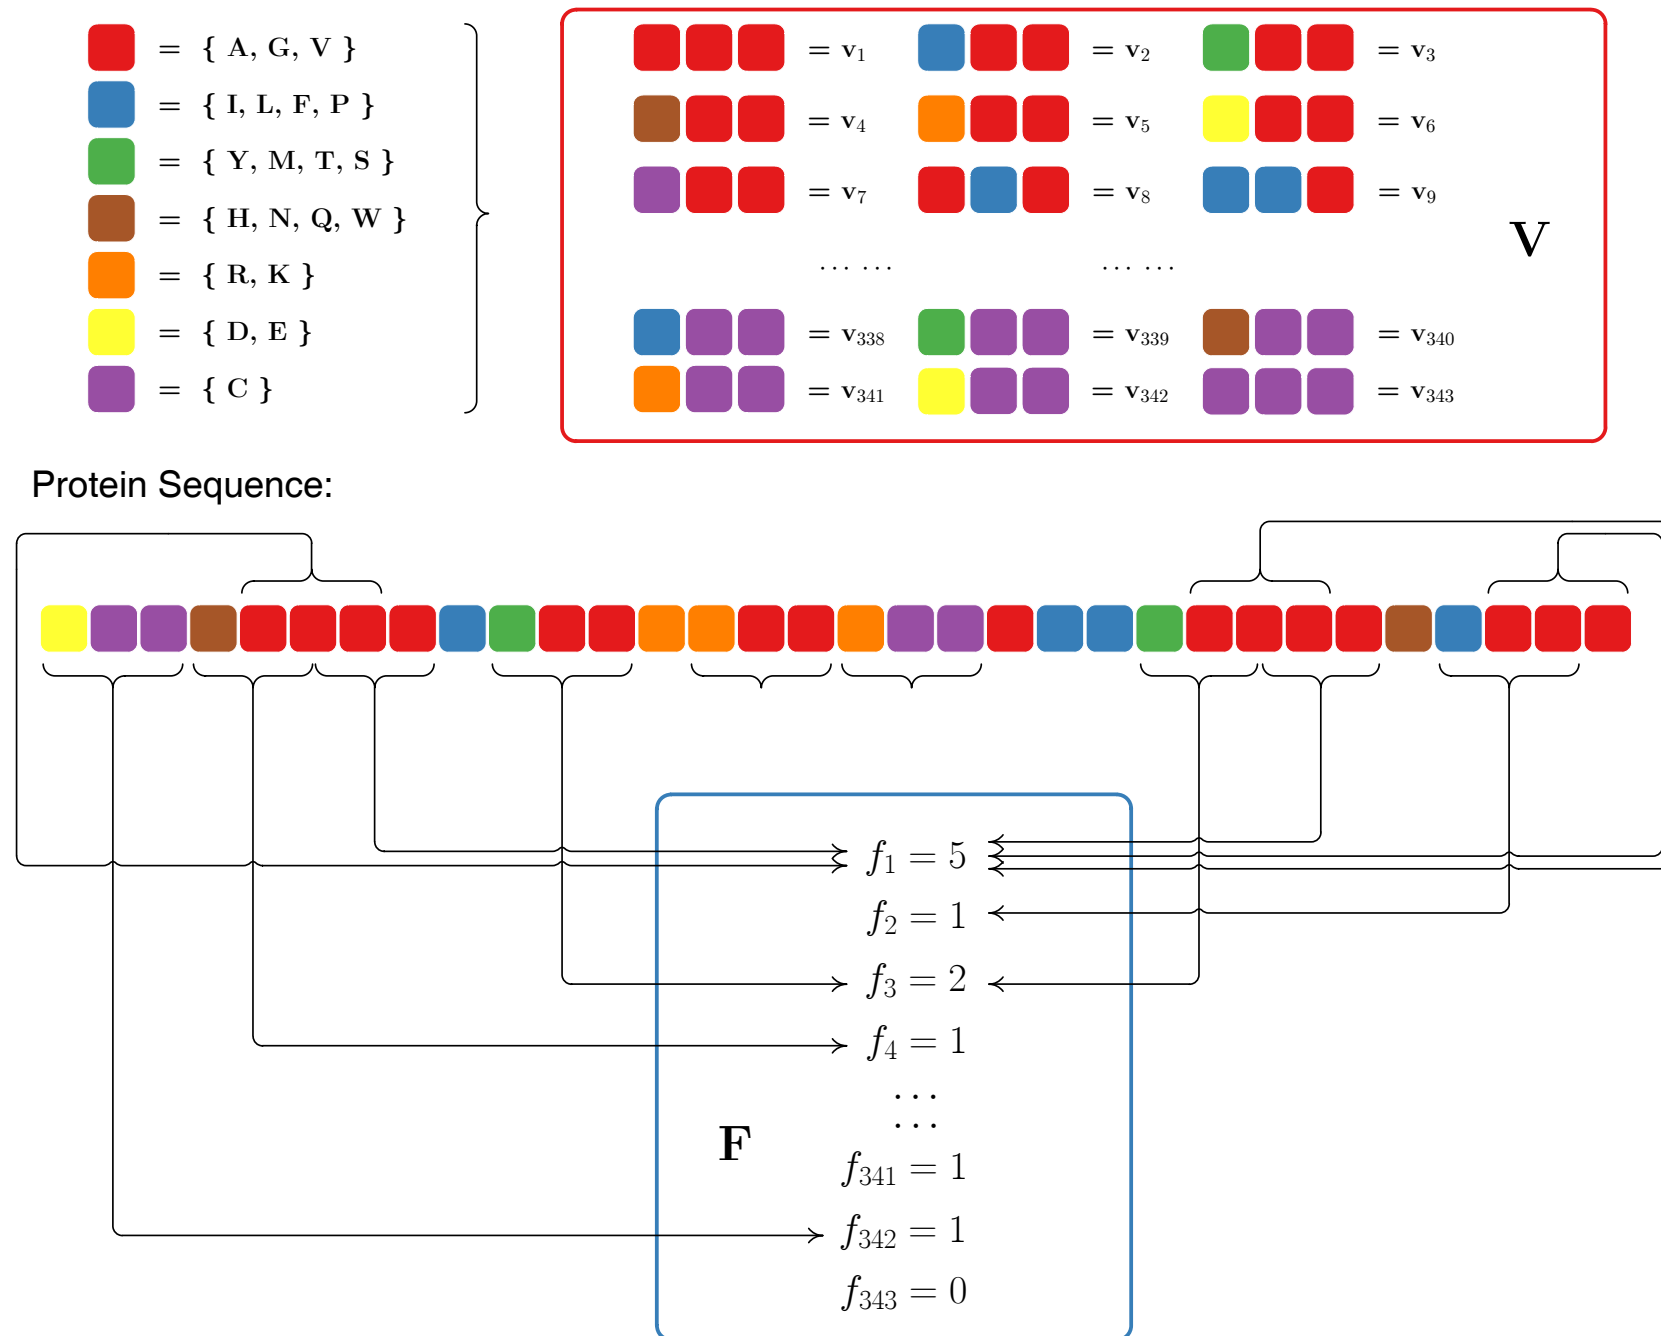 = { A, G, V }
= { I, L, F, P }
= { Y, M, T, S }
= { H, N, Q, W }
= { R, K }
= { D, E }
= { C }
= v₁ = v₂ = v₃
= v₄ = v₅ = v₆
= v₇ = v₈ = v₉
V
... ... ... ...
= v₃₃₈ = v₃₃₉ = v₃₄₀
= v₃₄₁ = v₃₄₂ = v₃₄₃
Protein Sequence:
f₁ = 5
f₂ = 1
f₃ = 2
f₄ = 1
...
...
F
f₃₄₁ = 1
f₃₄₂ = 1
f₃₄₃ = 0